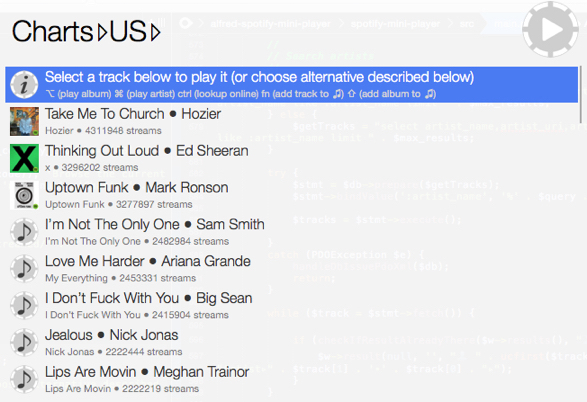 alfred-spotify-mini-player
spotify-mini-player
src
Charts▷US▷
Select a track below to play it (or choose alternative described below)
⌥ (play album) ⌘ (play artist) ctrl (lookup online) fn (add track to ♫) ⇧ (add album to ♫)
Take Me To Church ● Hozier
Hozier ● 4311948 streams
Thinking Out Loud ● Ed Sheeran
x ● 3296202 streams
Uptown Funk ● Mark Ronson
Uptown Funk ● 3277897 streams
I'm Not The Only One ● Sam Smith
I'm Not The Only One ● 2482984 streams
Love Me Harder ● Ariana Grande
My Everything ● 2453331 streams
I Don't Fuck With You ● Big Sean
I Don't Fuck With You ● 2415904 streams
Jealous ● Nick Jonas
Nick Jonas ● 2222444 streams
Lips Are Movin ● Meghan Trainor
Lips Are Movin ● 2222219 streams